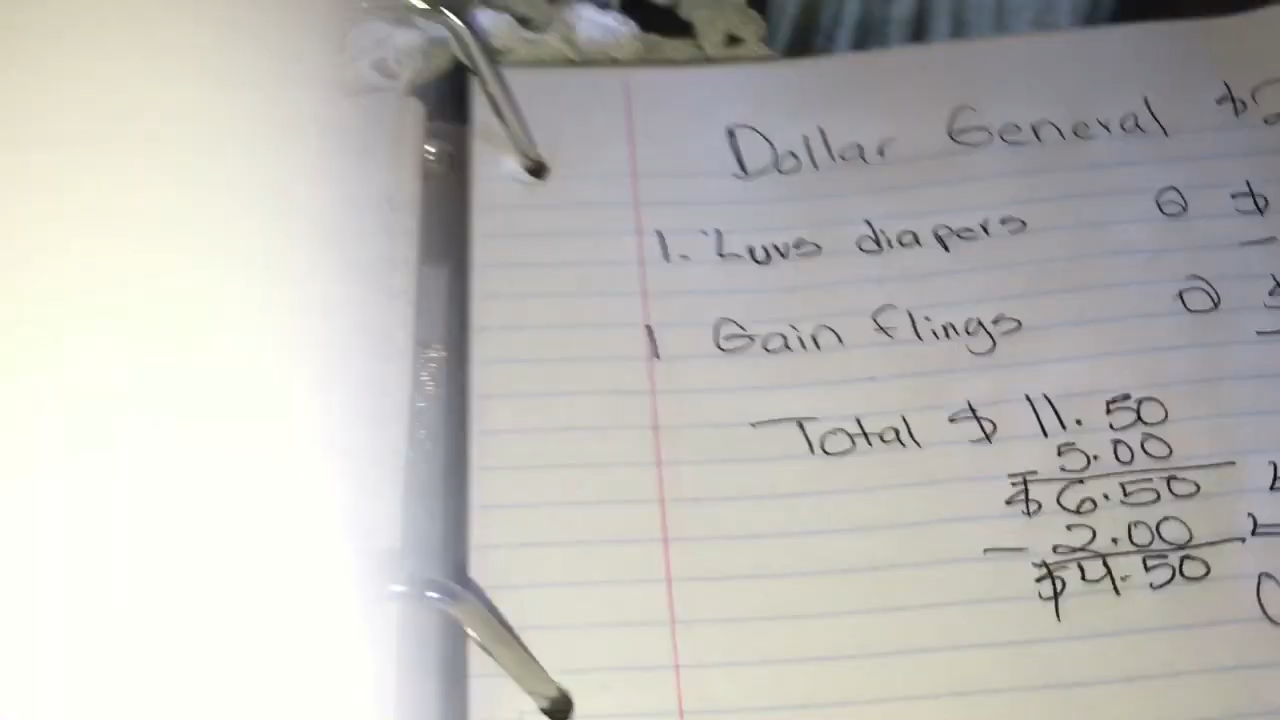 Dollar General $2
1. Luvs diapers @ $
1 Gain flings @ $
Total $ 11.50
- 5.00
$6.50
- 2.00
$4.50